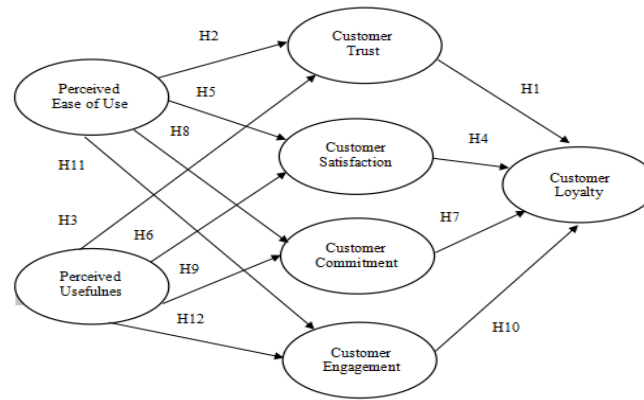 H2
Customer
Trust
Perceived
Ease of Use
H5
H1
H8
Customer
Satisfaction
H4
H11
Customer
Loyalty
H3
H6
H7
Customer
Commitment
Perceived
Usefulnes
H9
H12
H10
Customer
Engagement